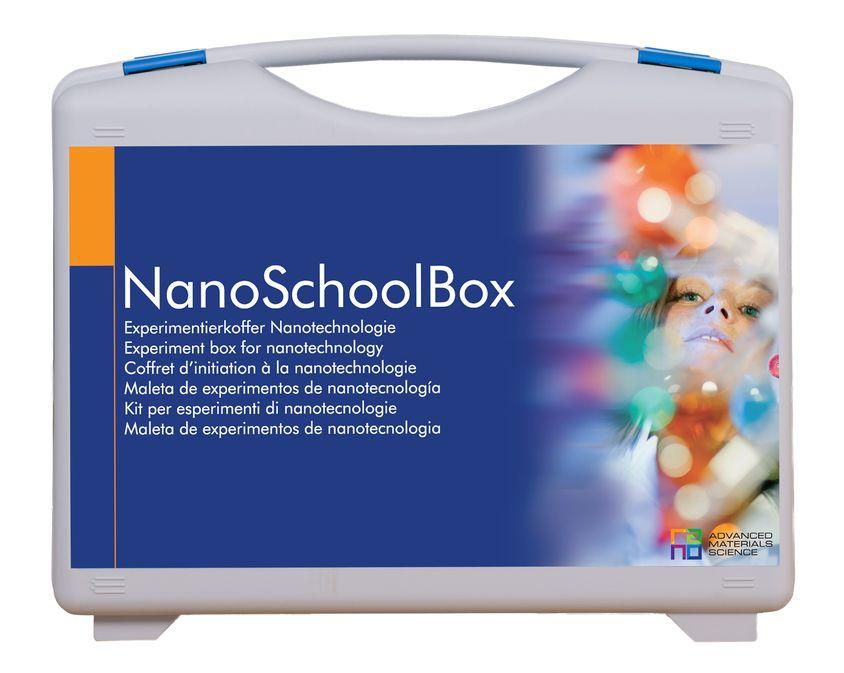 NanoSchoolBox
Experimentierkoffer Nanotechnologie
Experiment box for nanotechnology
Coffret d'initiation à la nanotechnologie
Maleta de experimentos de nanotecnología
Kit per esperimenti di nanotecnologie
Maleta de experimentos de nanotecnologia
nano
ADVANCED
MATERIALS
SCIENCE